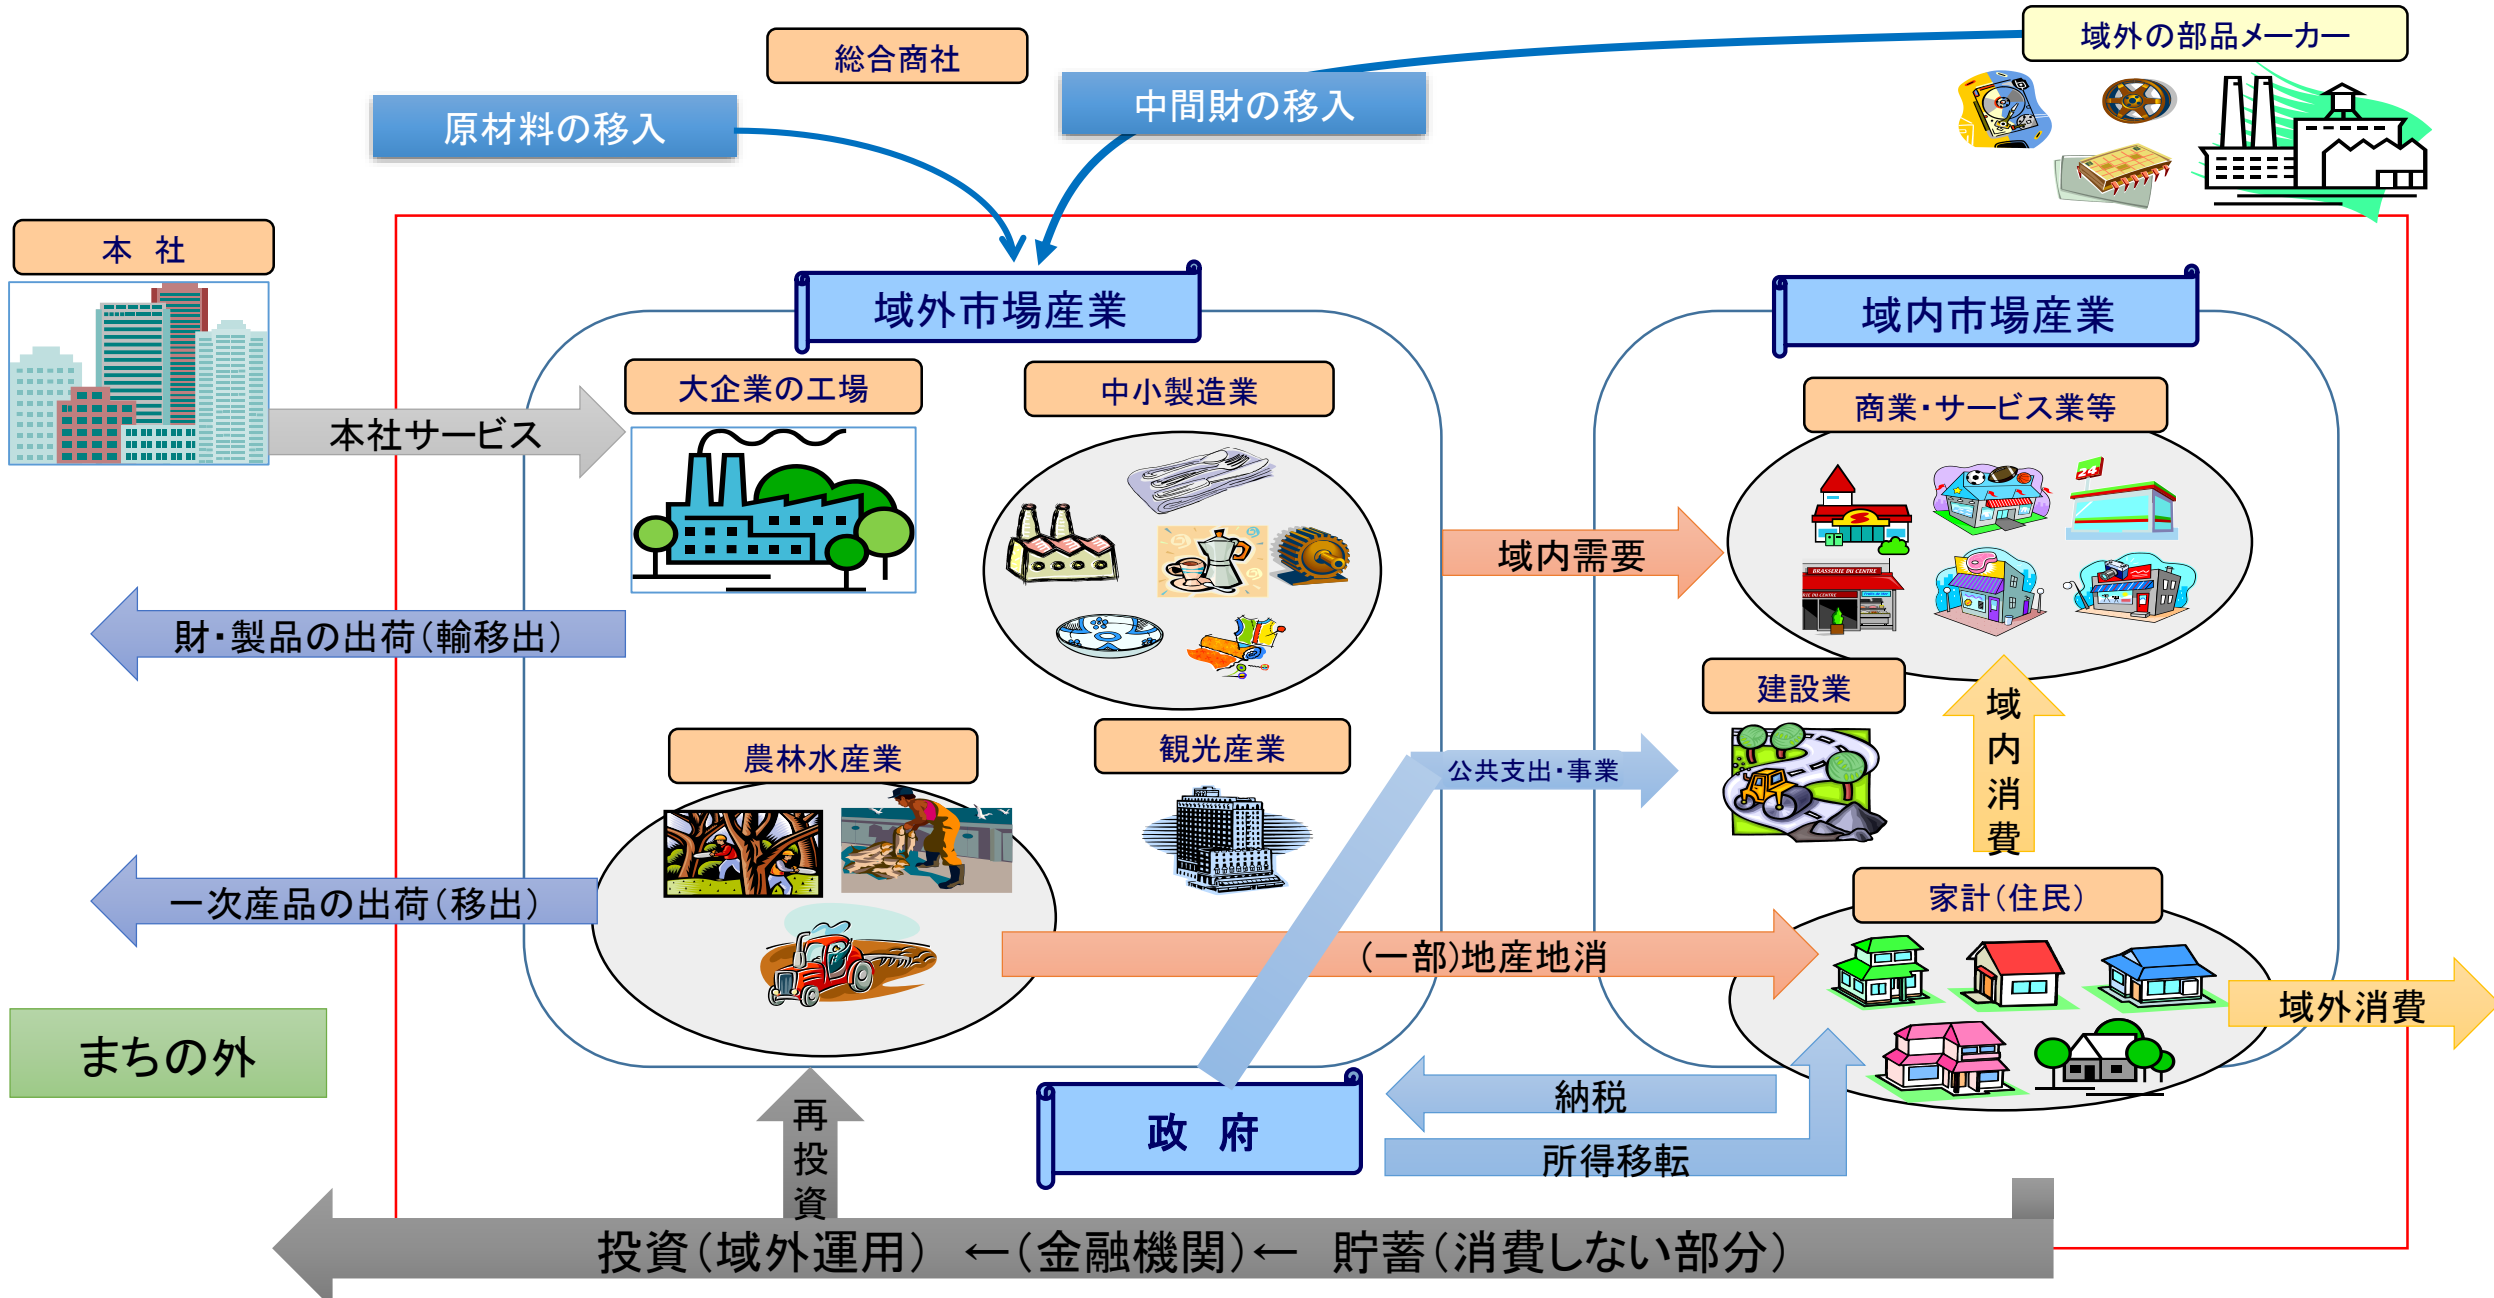 総合商社
域外の部品メーカー
原材料の移入
中間財の移入
本　社
域外市場産業
域内市場産業
大企業の工場
中小製造業
商業・サービス業等
本社サービス
24
域内需要
BRASSERIE DU CENTRE
財・製品の出荷（輸移出）
建設業
域内消費
農林水産業
観光産業
公共支出・事業
一次産品の出荷（移出）
家計（住民）
(一部)地産地消
域外消費
まちの外
納税
再投資
政　府
所得移転
投資（域外運用）　←（金融機関）←　貯蓄（消費しない部分）